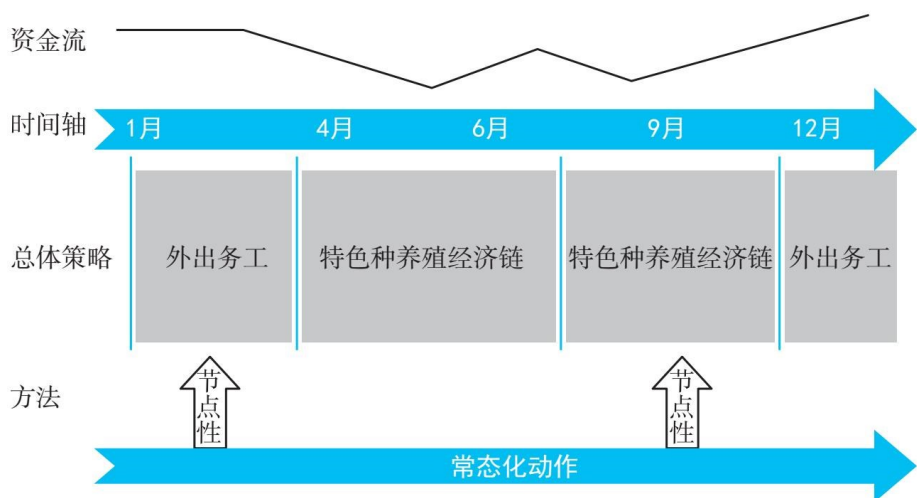 资金流
时间轴
1月
4月
6月
9月
12月
总体策略
外出务工
特色种养殖经济链
特色种养殖经济链
外出务工
方法
节点性
节点性
常态化动作